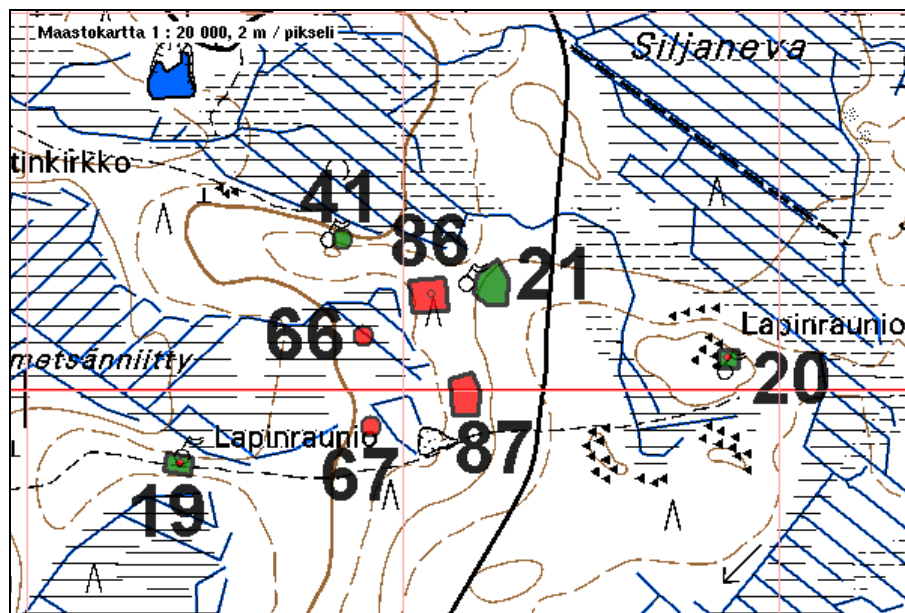 Maastokartta 1 : 20 000, 2 m / pikseli
Siljaneva
tinkirkko
41
86
21
66
Lapinraunio
metsänniitty
20
Lapinraunio
87
67
19